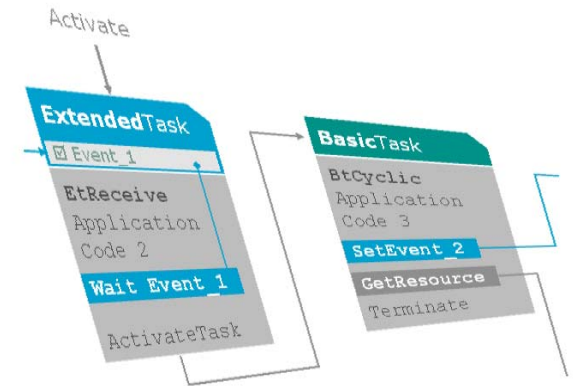 Activate
ExtendedTask
Event_1
EtReceive
Application
Code 2
Wait Event_1
ActivateTask
BasicTask
BtCyclic
Application
Code 3
SetEvent_2
GetResource
Terminate